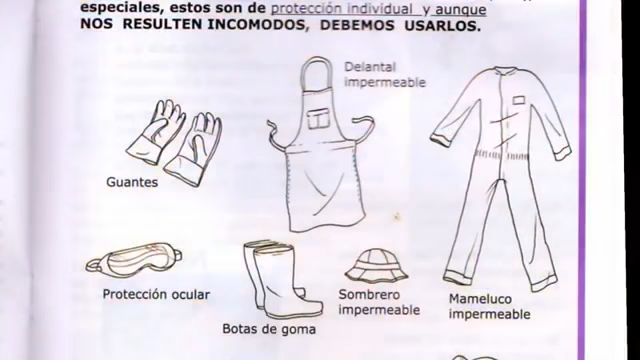 especiales, estos son de protección individual y aunque
NOS RESULTEN INCOMODOS, DEBEMOS USARLOS.
Delantal
impermeable
Guantes
Protección ocular
Botas de goma
Sombrero
impermeable
Mameluco
impermeable